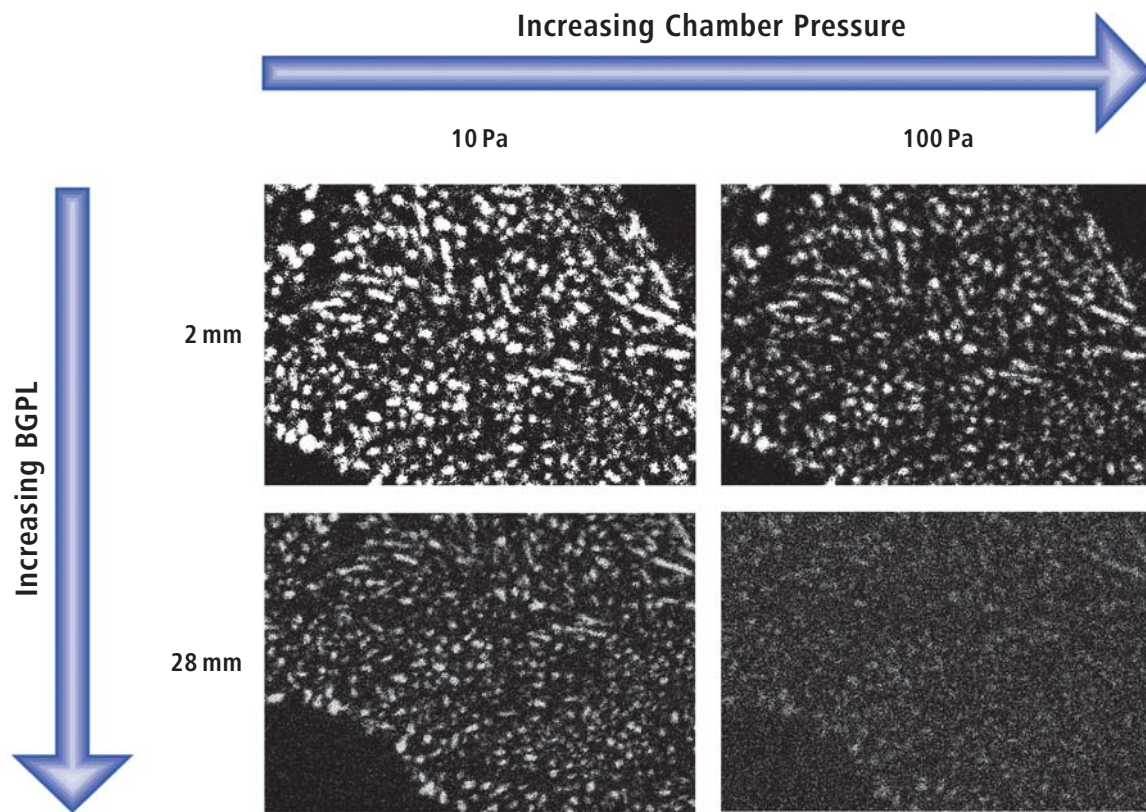 Increasing Chamber Pressure
10 Pa
100 Pa
Increasing BGPL
2 mm
28 mm